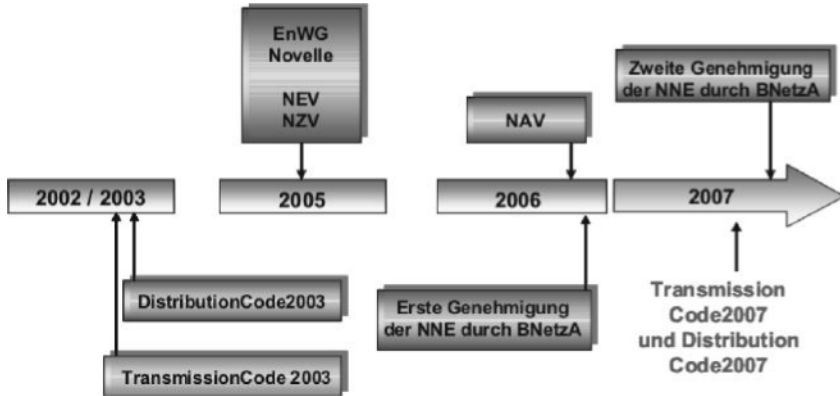 EnWG
Novelle
NEV
NZV
NAV
Zweite Genehmigung
der NNE durch BNetzA
2002 / 2003
2005
2006
2007
DistributionCode2003
TransmissionCode 2003
Erste Genehmigung
der NNE durch BNetzA
Transmission
Code2007
und Distribution
Code2007